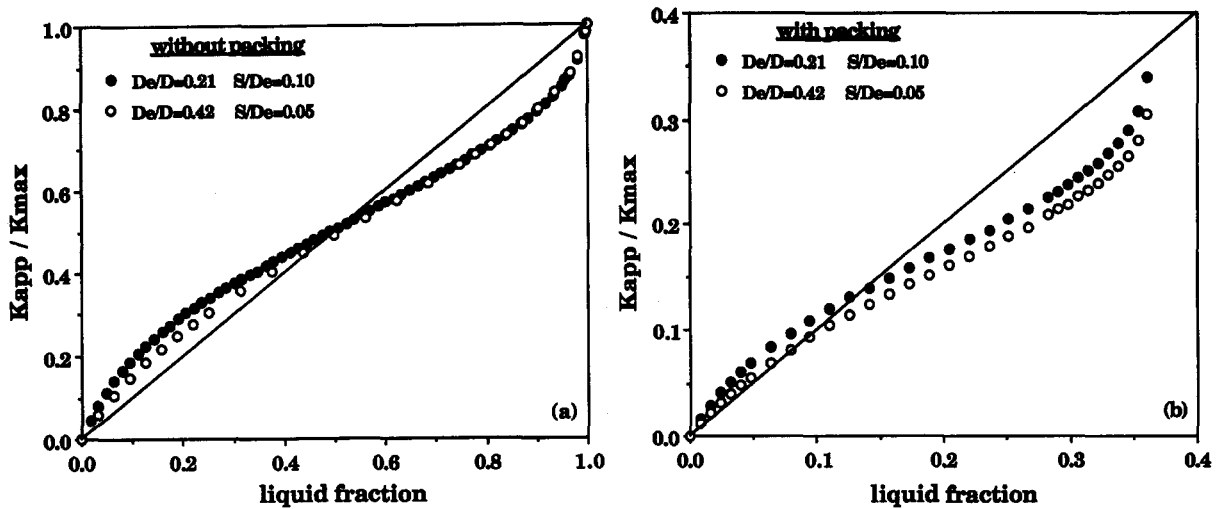 without packing
De/D=0.21 S/De=0.10
De/D=0.42 S/De=0.05
Kapp / Kmax
1.0
0.8
0.6
0.4
0.2
0.0
0.0 0.2 0.4 0.6 0.8 1.0
liquid fraction
(a)
with packing
De/D=0.21 S/De=0.10
De/D=0.42 S/De=0.05
Kapp / Kmax
0.4
0.3
0.2
0.1
0.0
0.0 0.1 0.2 0.3 0.4
liquid fraction
(b)